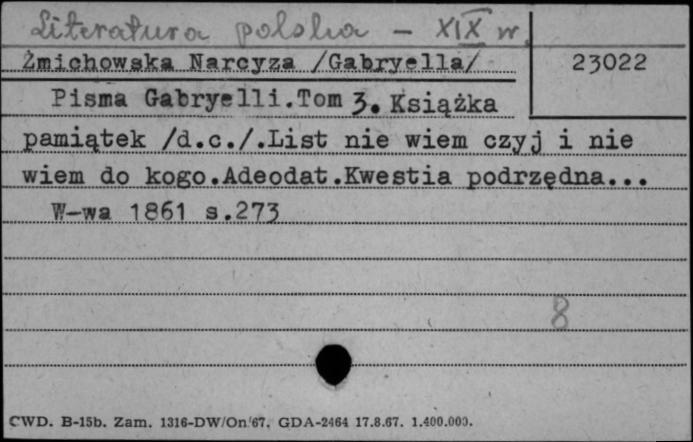 Literatura polska - XIX w.
Żmichowska Narcyza /Gabryella/
23022
Pisma Gabryelli.Tom 3. Książka
pamiątek /d.c./.List nie wiem czyj i nie
wiem do kogo.Adeodat.Kwestia podrzędna...
W-wa 1861 s.273
8
CWD. B-15b. Zam. 1316-DW/On/67. GDA-2464 17.8.67. 1.400.000.